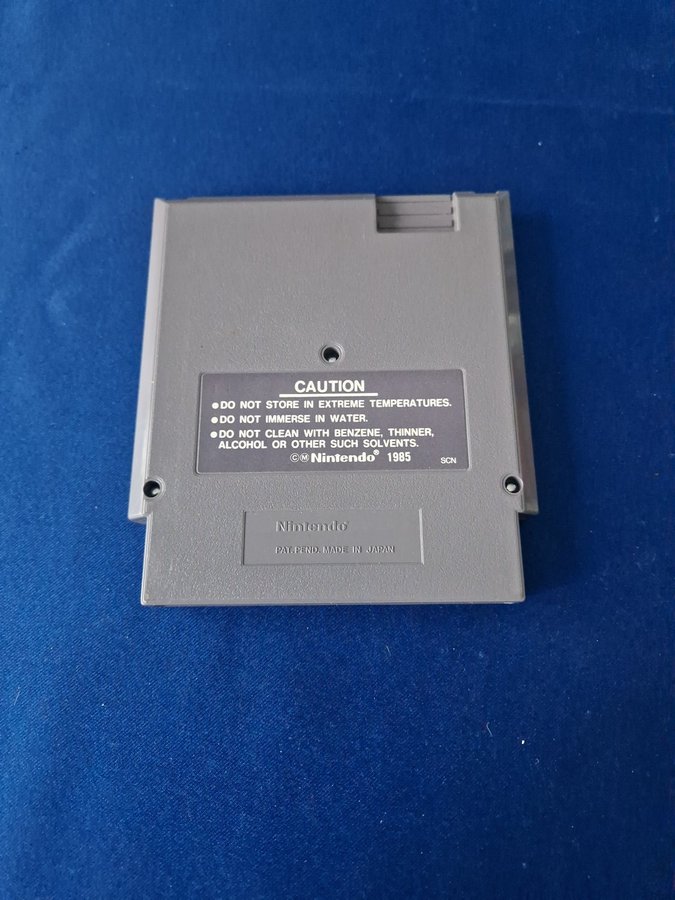 CAUTION
●DO NOT STORE IN EXTREME TEMPERATURES.
●DO NOT IMMERSE IN WATER.
●DO NOT CLEAN WITH BENZENE, THINNER,
ALCOHOL OR OTHER SUCH SOLVENTS.
ⒸⓂNintendo® 1985 SCN
Nintendo®
PAT. PEND. MADE IN JAPAN